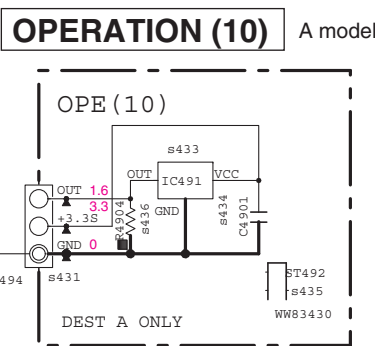 OPERATION (10) A model
OPE(10)
s433
OUT IC491 VCC
GND
OUT 1.6
3.3
+3.3S
GND 0
R4904
s436
s434
C4901
494 s431
ST492
s435
WW83430
DEST A ONLY